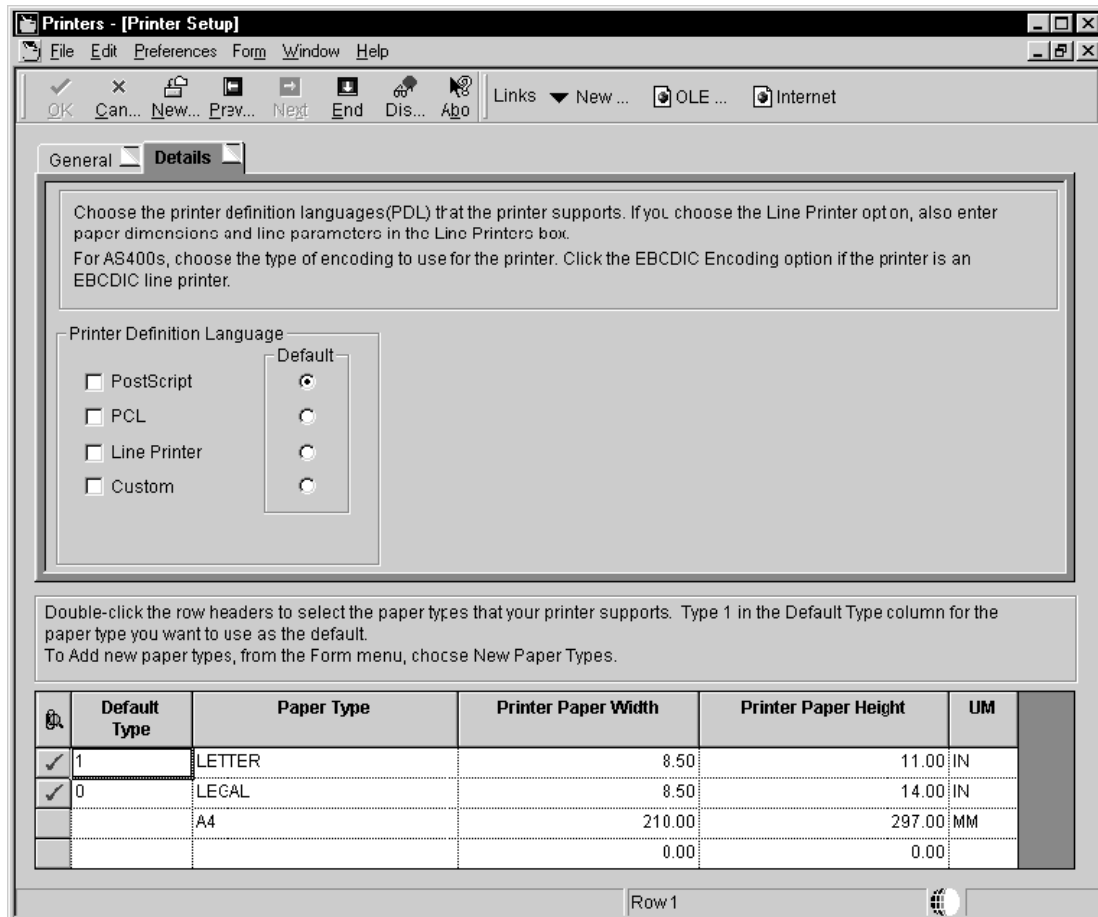 Printers - [Printer Setup]
File Edit Preferences Form Window Help
OK Can... New... Prev... Next End Dis... Abo Links New ... OLE ... Internet
General Details
Choose the printer definition languages(PDL) that the printer supports. If you choose the Line Printer option, also enter
paper dimensions and line parameters in the Line Printers box.
For AS400s, choose the type of encoding to use for the printer. Click the EBCDIC Encoding option if the printer is an
EBCDIC line printer.
Printer Definition Language
Default
PostScript
PCL
Line Printer
Custom
Double-click the row headers to select the paper types that your printer supports. Type 1 in the Default Type column for the
paper type you want to use as the default.
To Add new paper types, from the Form menu, choose New Paper Types.
Default Type Paper Type Printer Paper Width Printer Paper Height UM
1 LETTER 8.50 11.00 IN
0 LEGAL 8.50 14.00 IN
A4 210.00 297.00 MM
0.00 0.00
Row1